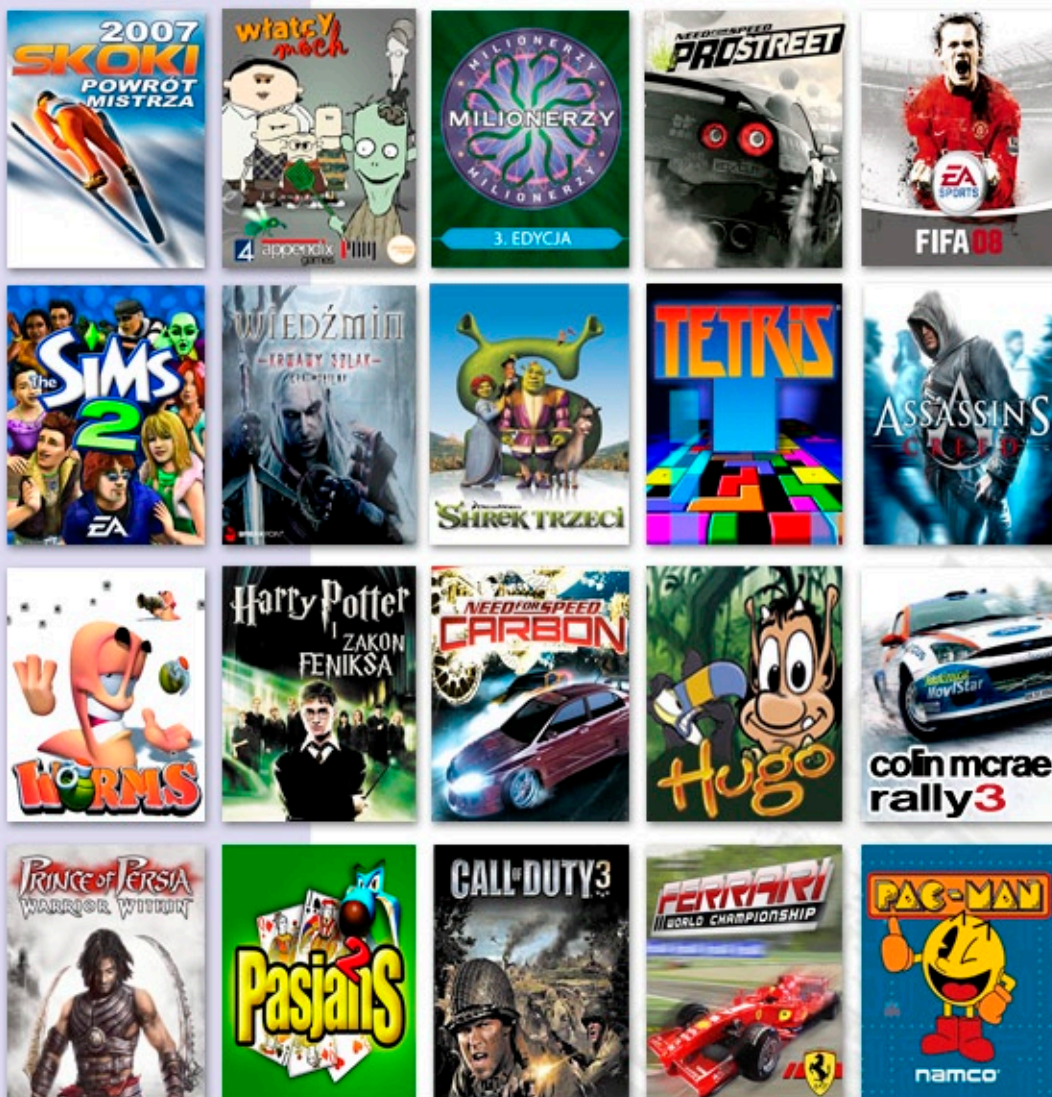 2007
SKOKI
POWRÓT
MISTRZA
włatcy
móch
4 appendix
games
MILIONERZY
MILIONERZY
MILIONERZY
3. EDYCJA
NEED FOR SPEED
PROSTREET
EA
SPORTS
FIFA 08
The
SIMS
2
EA
WIEDŹMIN
-KRWAWY SZLAK-
SHREK TRZECI
TETRIS
ASSASSIN'S
CREED
WORMS
Harry Potter
I ZAKON
FENIKSA
NEED FOR SPEED
CARBON
Hugo
MoviStar
colin mcrae
rally3
PRINCE OF PERSIA
WARRIOR WITHIN
2
PasjanS
CALL OF DUTY 3
FERRARI
WORLD CHAMPIONSHIP
PAC-MAN
namco